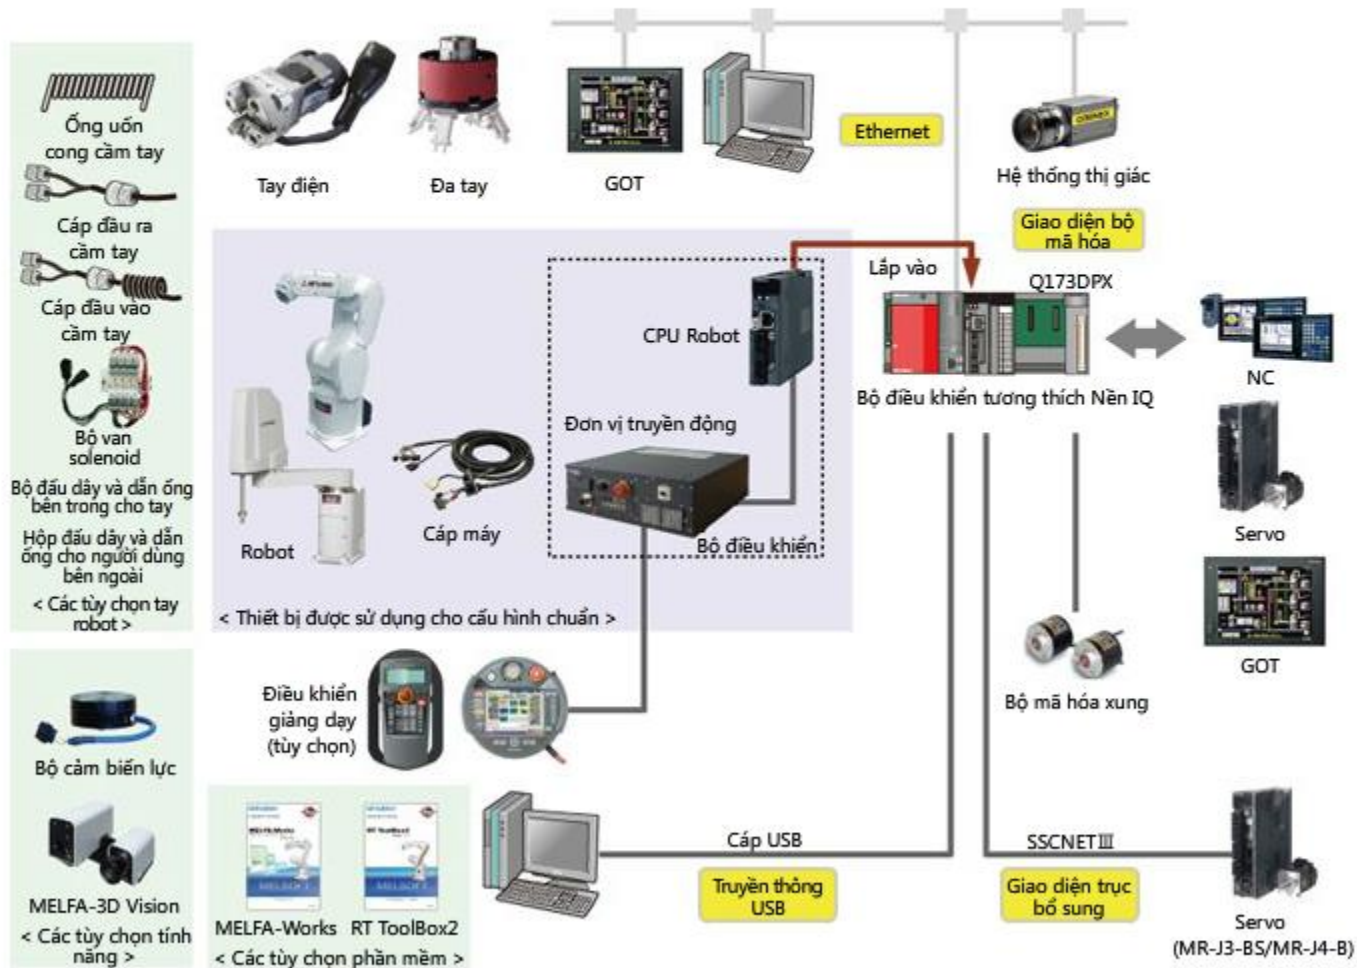 Ống uốn
cong cầm tay
Cáp đầu ra
cầm tay
Cáp đầu vào
cầm tay
Bộ van
solenoid
Bộ đấu dây và dẫn ống
bên trong cho tay
Hộp đấu dây và dẫn
ống cho người dùng
bên ngoài
< Các tùy chọn tay
robot >
Tay điện
Đa tay
GOT
Ethernet
Hệ thống thị giác
Giao diện bộ
mã hóa
Lắp vào
Q173DPX
CPU Robot
NC
Bộ điều khiển tương thích Nền IQ
Đơn vị truyền động
Robot
Cáp máy
Bộ điều khiển
< Thiết bị được sử dụng cho cấu hình chuẩn >
Servo
GOT
Bộ mã hóa xung
Điều khiển
giảng dạy
(tùy chọn)
Bộ cảm biến lực
MELFA-3D Vision
< Các tùy chọn tính
năng >
RT ToolBox2
MELSOFT
MELSOFT
MELFA-Works
RT ToolBox2
< Các tùy chọn phần mềm >
Cáp USB
Truyền thông
USB
SSCNETⅢ
Giao diện trục
bổ sung
Servo
(MR-J3-BS/MR-J4-B)